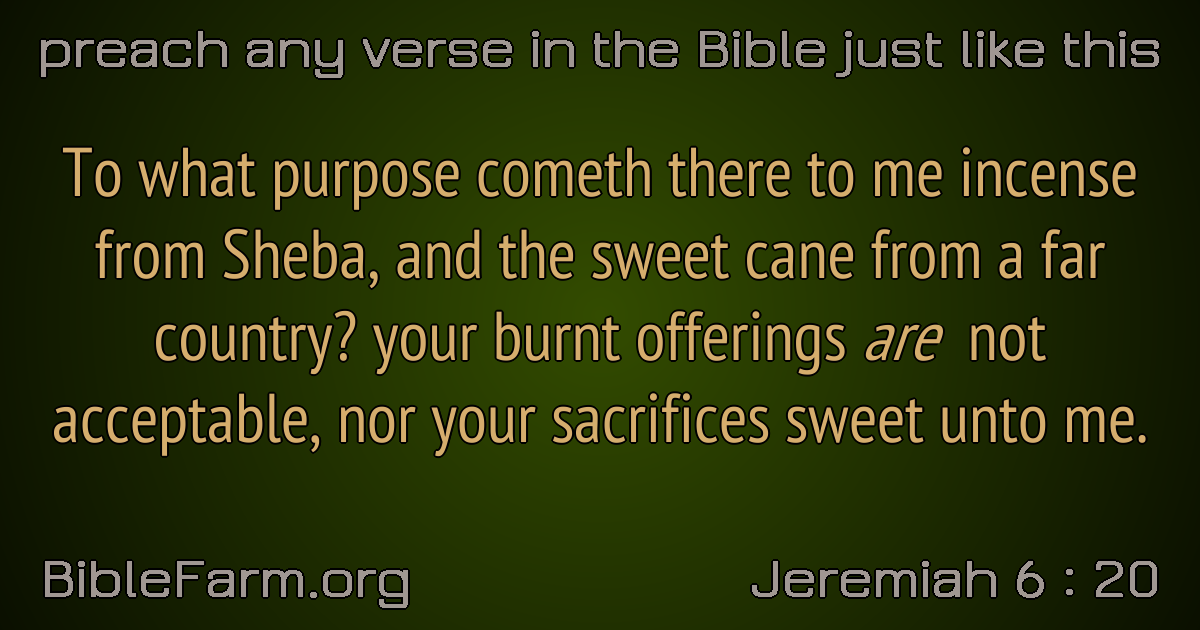 preach any verse in the Bible just like this
To what purpose cometh there to me incense
from Sheba, and the sweet cane from a far
country? your burnt offerings are not
acceptable, nor your sacrifices sweet unto me.
BibleFarm.org
Jeremiah 6 : 20